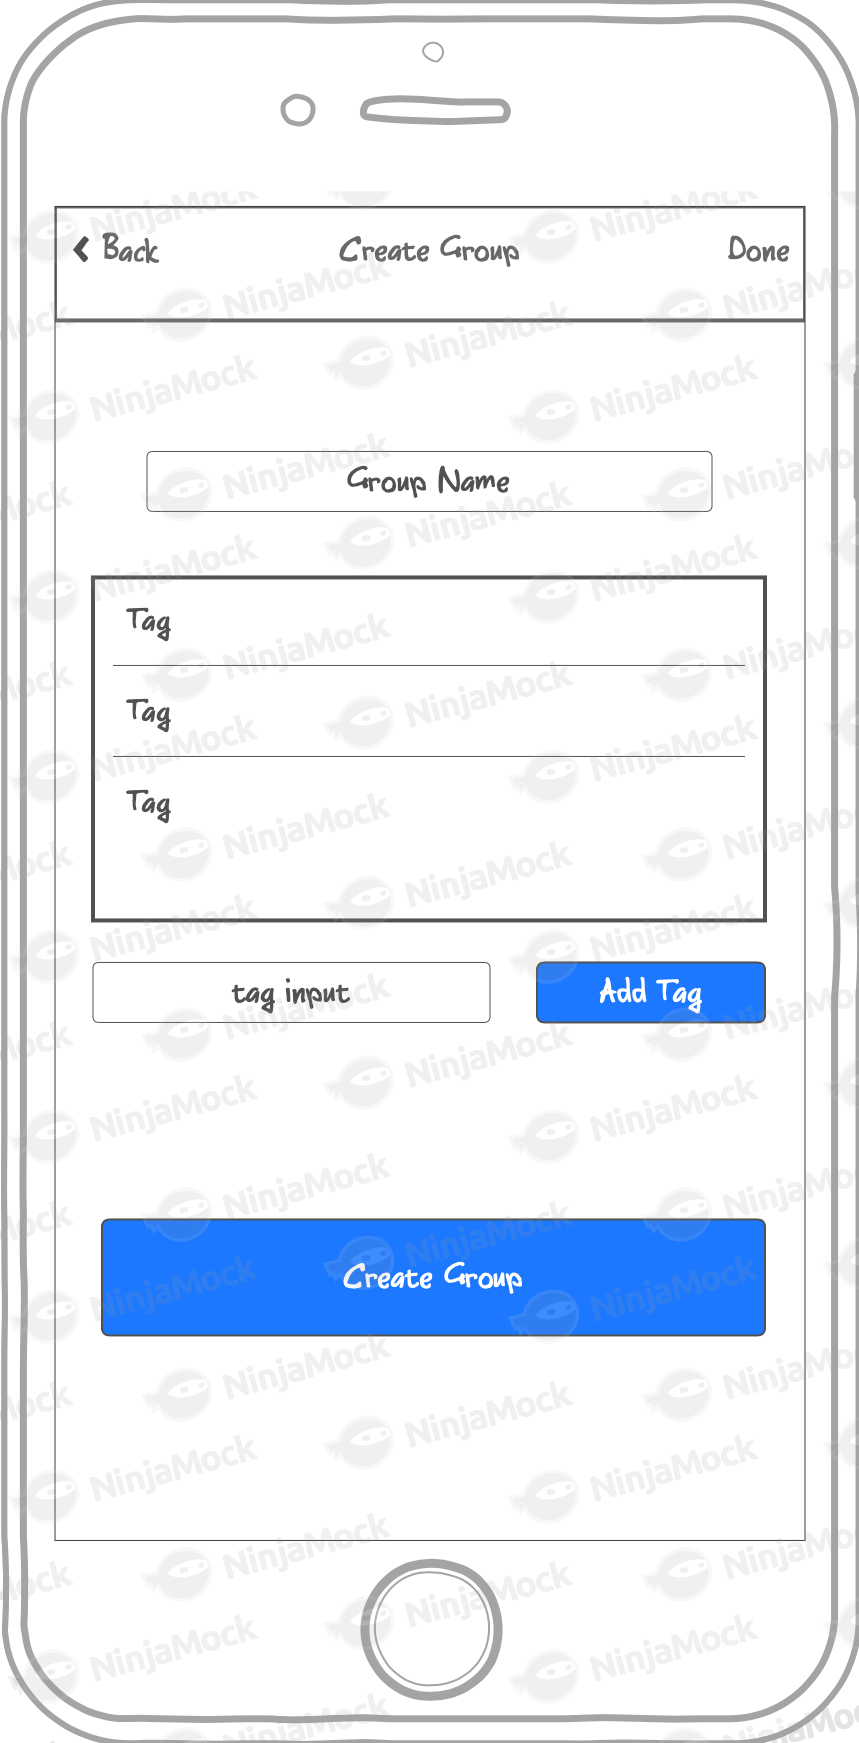 Back Create Group Done
Group Name
Tag
Tag
Tag
tag input Add Tag
Create Group
NinjaMock